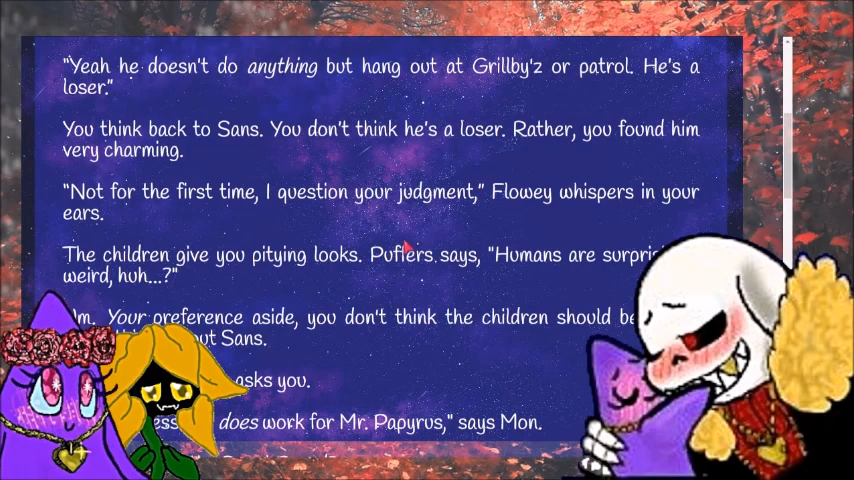 "Yeah he doesn't do anything but hang out at Grillby'z or patrol. He's a
loser."
You think back to Sans. You don't think he's a loser. Rather, you found him
very charming.
"Not for the first time, I question your judgment," Flowey whispers in your
ears.
The children give you pitying looks. Puffers says, "Humans are
weird, huh...?"
Your preference aside, you don't think the children should
Sans.
asks you.
does work for Mr. Papyrus," says Mon.